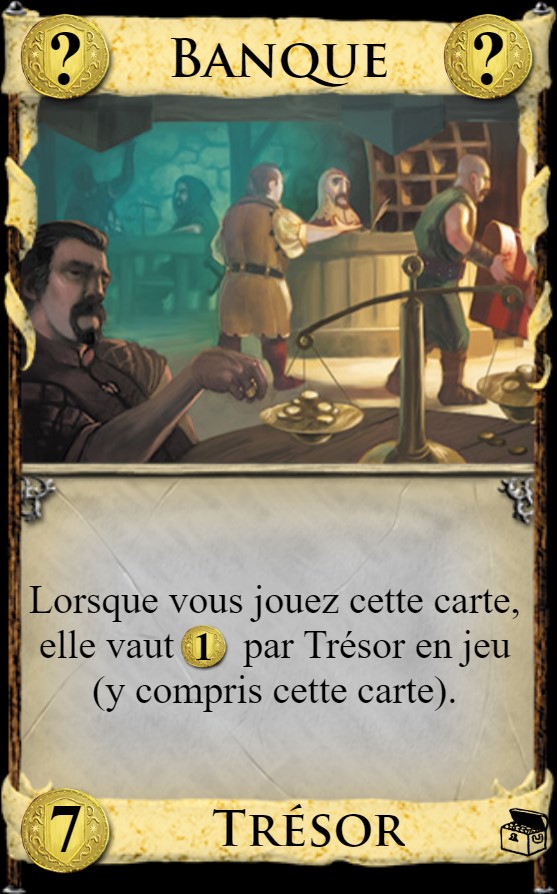 ? BANQUE ?
Lorsque vous jouez cette carte,
elle vaut 1 par Trésor en jeu
(y compris cette carte).
7 TRÉSOR